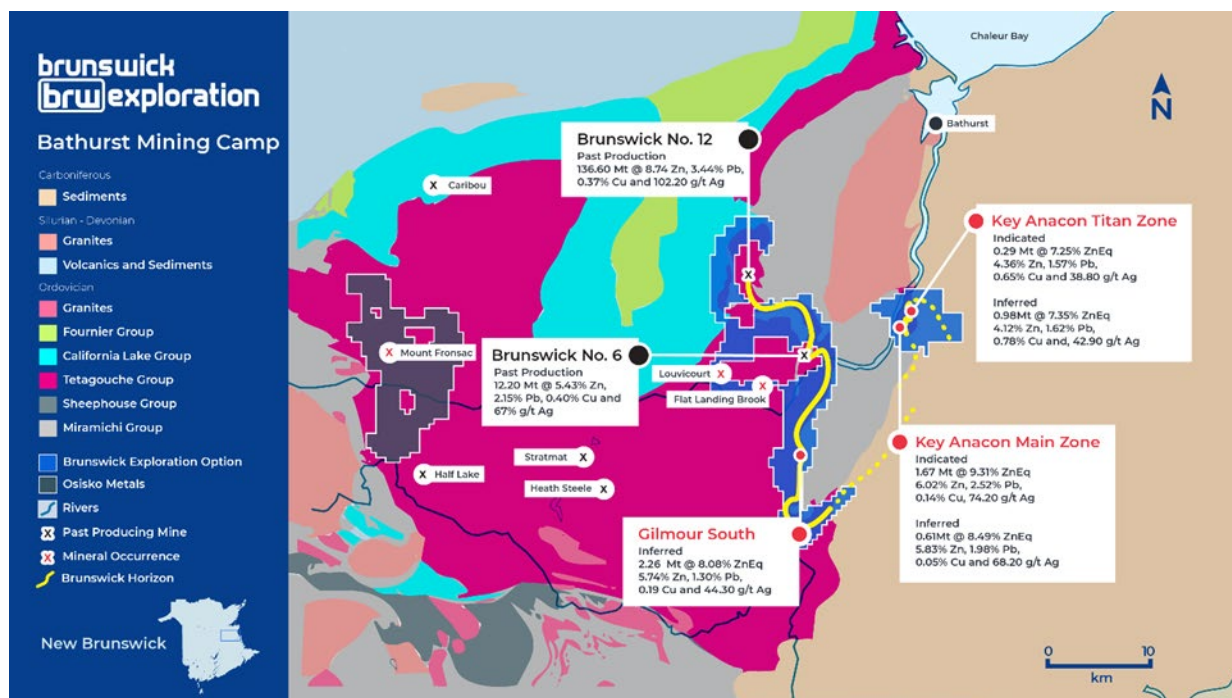 brunswick
brw exploration
Bathurst Mining Camp
Carboniferous
Sediments
Silurian - Devonian
Granites
Volcanics and Sediments
Ordovician
Granites
Fournier Group
California Lake Group
Tetagouche Group
Sheephouse Group
Miramichi Group
Brunswick Exploration Option
Osisko Metals
Rivers
X Past Producing Mine
X Mineral Occurrence
Brunswick Horizon
New Brunswick
Chaleur Bay
N
Bathurst
Brunswick No. 12
Past Production
136.60 Mt @ 8.74 Zn, 3.44% Pb,
0.37% Cu and 102.20 g/t Ag
X Caribou
X
Key Anacon Titan Zone
Indicated
0.29 Mt @ 7.25% ZnEq
4.36% Zn, 1.57% Pb,
0.65% Cu and 38.80 g/t Ag
Inferred
0.98Mt @ 7.35% ZnEq
4.12% Zn, 1.62% Pb,
0.78% Cu and, 42.90 g/t Ag
X Mount Fronsac
Brunswick No. 6
Past Production
12.20 Mt @ 5.43% Zn,
2.15% Pb, 0.40% Cu and
67% g/t Ag
X
Louvicourt X
Flat Landing Brook X
Stratmat X
X Half Lake
Heath Steele X
Key Anacon Main Zone
Indicated
1.67 Mt @ 9.31% ZnEq
6.02% Zn, 2.52% Pb,
0.14% Cu, 74.20 g/t Ag
Inferred
0.61Mt @ 8.49% ZnEq
5.83% Zn, 1.98% Pb,
0.05% Cu and 68.20 g/t Ag
Gilmour South
Inferred
2.26 Mt @ 8.08% ZnEq
5.74% Zn, 1.30% Pb,
0.19 Cu and 44.30 g/t Ag
0 10
km